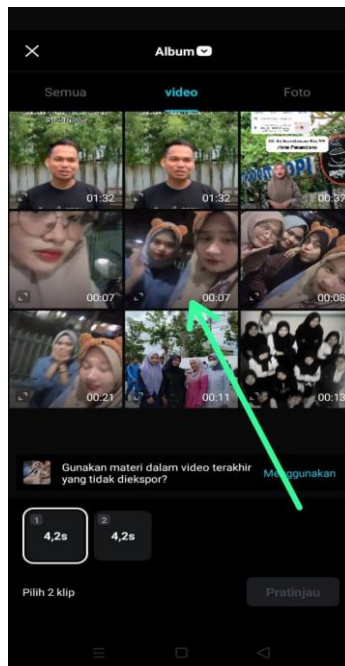 Album
Semua
video
Foto
01:32
01:32
00:37
00:07
00:07
00:08
00:21
00:11
00:13
Gunakan materi dalam video terakhir
yang tidak diekspor?
Menggunakan
1
4,2s
2
4,2s
Pilih 2 klip
Pratinjau